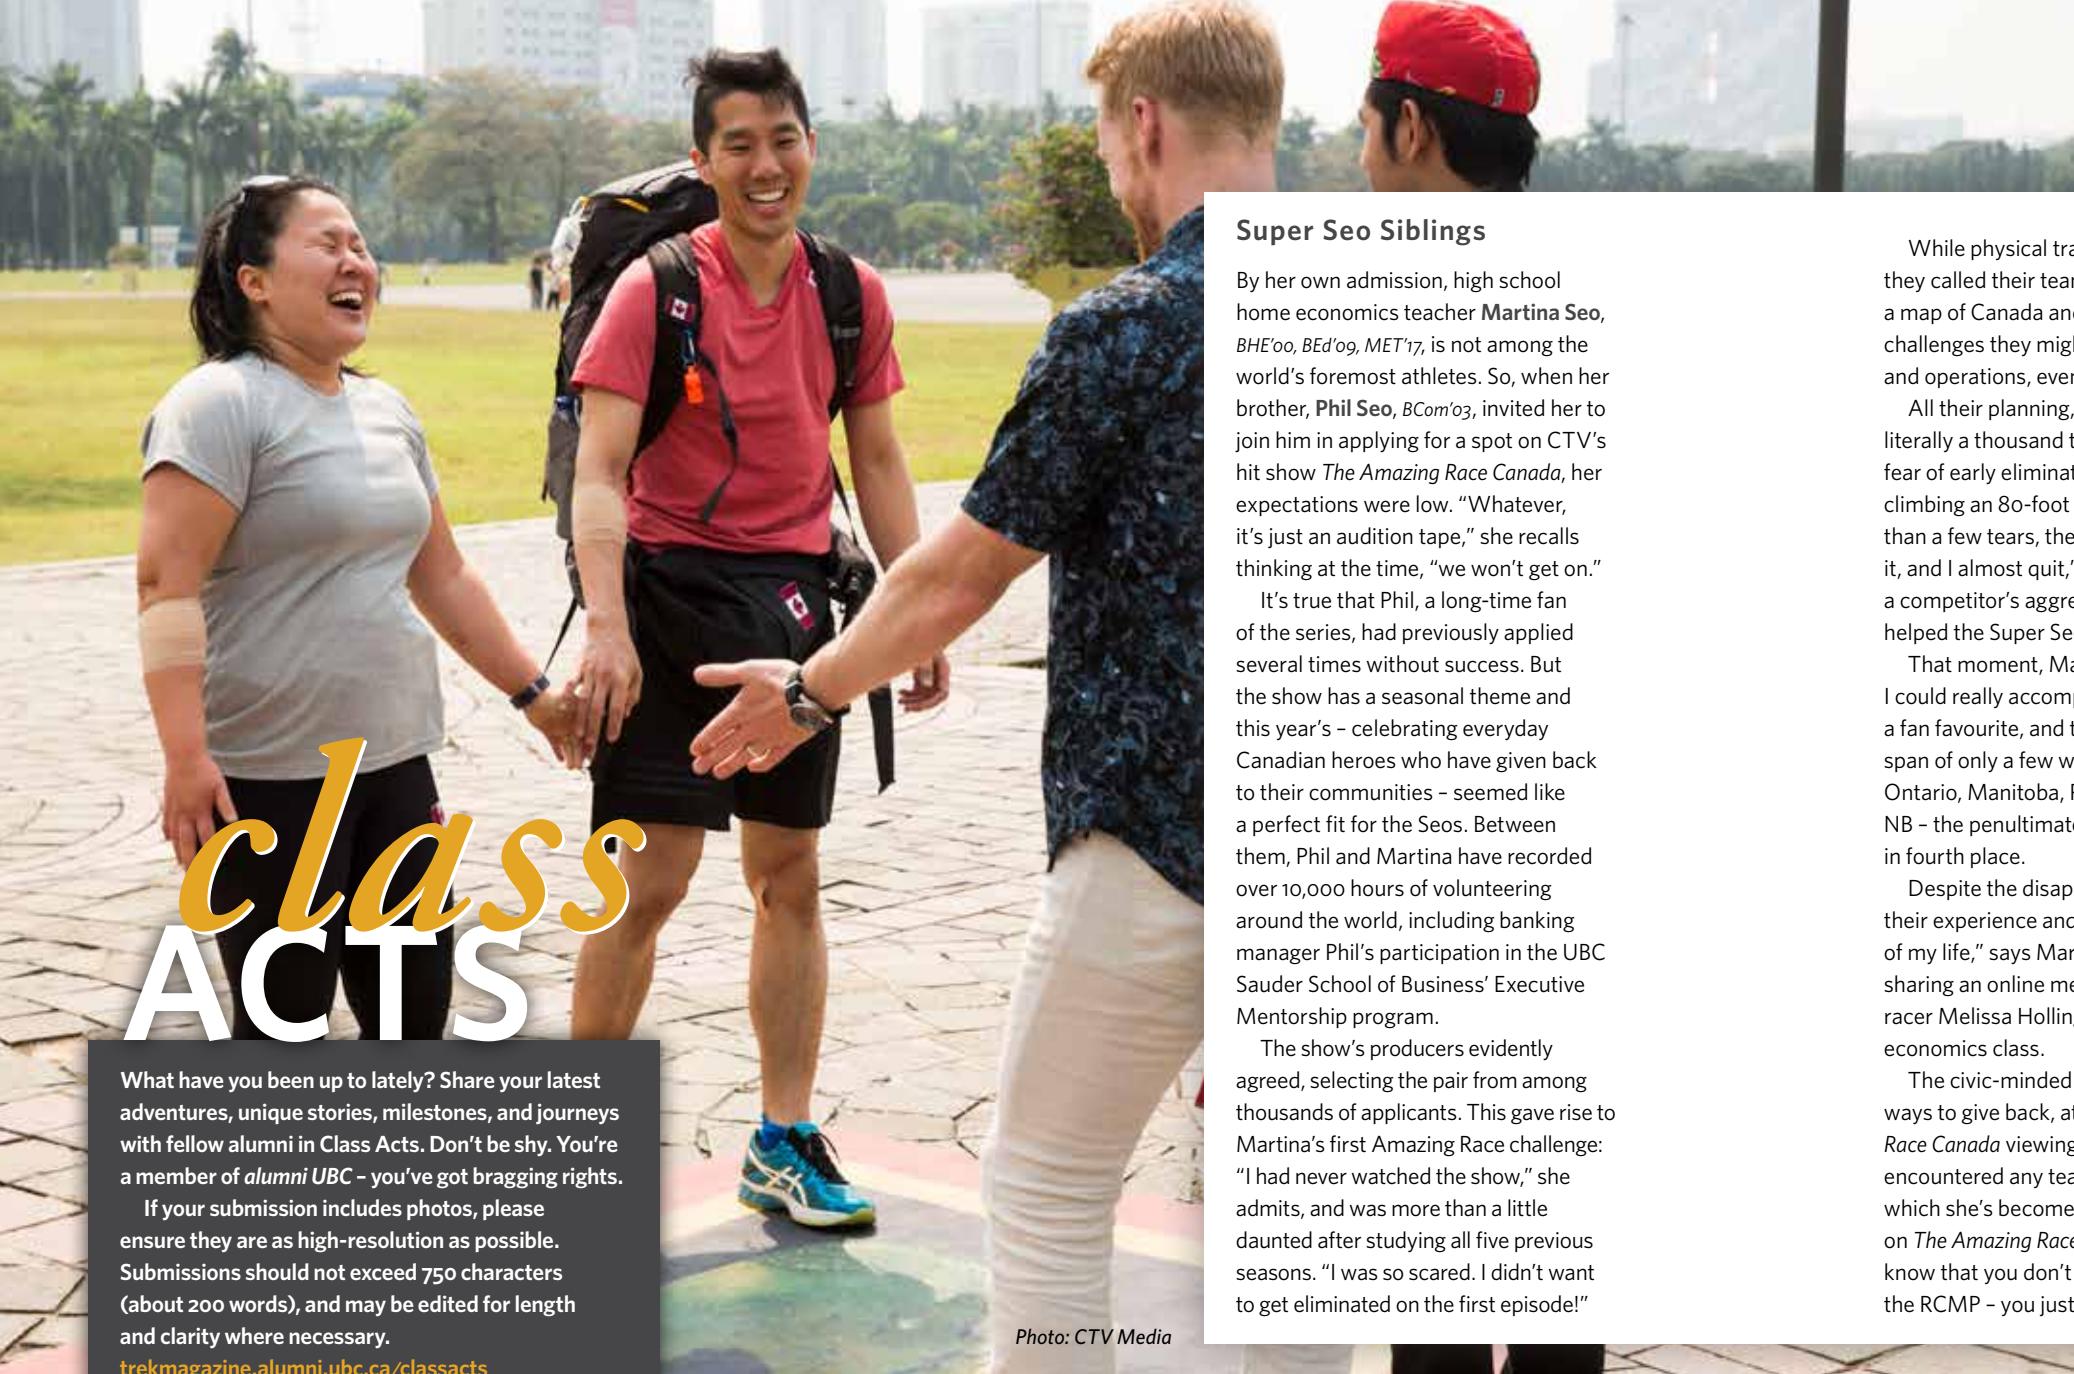 class
ACTS
What have you been up to lately? Share your latest
adventures, unique stories, milestones, and journeys
with fellow alumni in Class Acts. Don't be shy. You're
a member of alumni UBC – you've got bragging rights.
If your submission includes photos, please
ensure they are as high-resolution as possible.
Submissions should not exceed 750 characters
(about 200 words), and may be edited for length
and clarity where necessary.
trekmagazine.alumni.ubc.ca/classacts
Photo: CTV Media
Super Seo Siblings
By her own admission, high school
home economics teacher Martina Seo,
BHE'00, BEd'09, MET'17, is not among the
world's foremost athletes. So, when her
brother, Phil Seo, BCom'03, invited her to
join him in applying for a spot on CTV's
hit show The Amazing Race Canada, her
expectations were low. “Whatever,
it's just an audition tape,” she recalls
thinking at the time, “we won't get on.”
It's true that Phil, a long-time fan
of the series, had previously applied
several times without success. But
the show has a seasonal theme and
this year's – celebrating everyday
Canadian heroes who have given back
to their communities – seemed like
a perfect fit for the Seos. Between
them, Phil and Martina have recorded
over 10,000 hours of volunteering
around the world, including banking
manager Phil's participation in the UBC
Sauder School of Business' Executive
Mentorship program.
The show's producers evidently
agreed, selecting the pair from among
thousands of applicants. This gave rise to
Martina's first Amazing Race challenge:
“I had never watched the show,” she
admits, and was more than a little
daunted after studying all five previous
seasons. “I was so scared. I didn't want
to get eliminated on the first episode!”
While physical
they called their
a map of Canada
challenges they
and operations,
All their planning,
literally a thousand
fear of early
climbing an 80-foot
than a few tears,
it, and I almost quit,”
a competitor's
helped the Super
That moment,
I could really
a fan favourite, and
span of only a few
Ontario, Manitoba,
NB – the
in fourth place.
Despite the
their experience
of my life,” says
sharing an online
racer Melissa
economics class.
The civic-minded
ways to give back,
Race Canada viewing
encountered any
which she's become
on The Amazing Race
know that you don't
the RCMP – you just